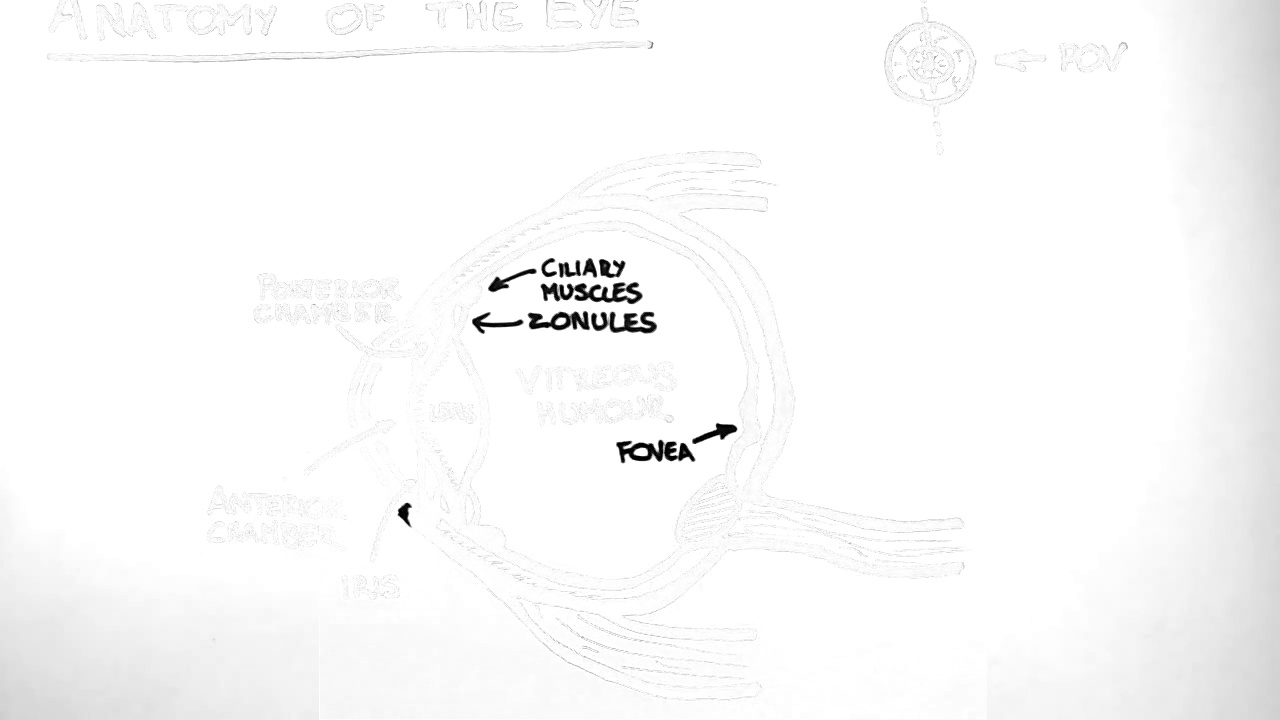 ANATOMY OF THE EYE
POV
CILIARY
MUSCLES
ZONULES
POSTERIOR
CHAMBER
VITREOUS
HUMOUR
LENS
FOVEA
ANTERIOR
CHAMBER
IRIS